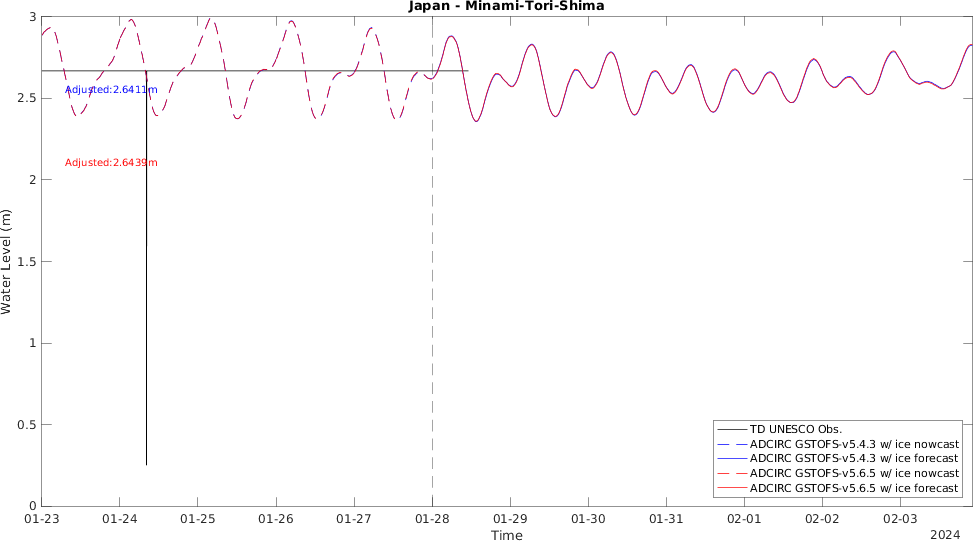 Japan - Minami-Tori-Shima
Water Level (m)
3
2.5
2
1.5
1
0.5
0
Adjusted:2.6411m
Adjusted:2.6439m
TD UNESCO Obs.
ADCIRC GSTOFS-v5.4.3 w/ ice nowcast
ADCIRC GSTOFS-v5.4.3 w/ ice forecast
ADCIRC GSTOFS-v5.6.5 w/ ice nowcast
ADCIRC GSTOFS-v5.6.5 w/ ice forecast
01-23 01-24 01-25 01-26 01-27 01-28 01-29 01-30 01-31 02-01 02-02 02-03
Time
2024